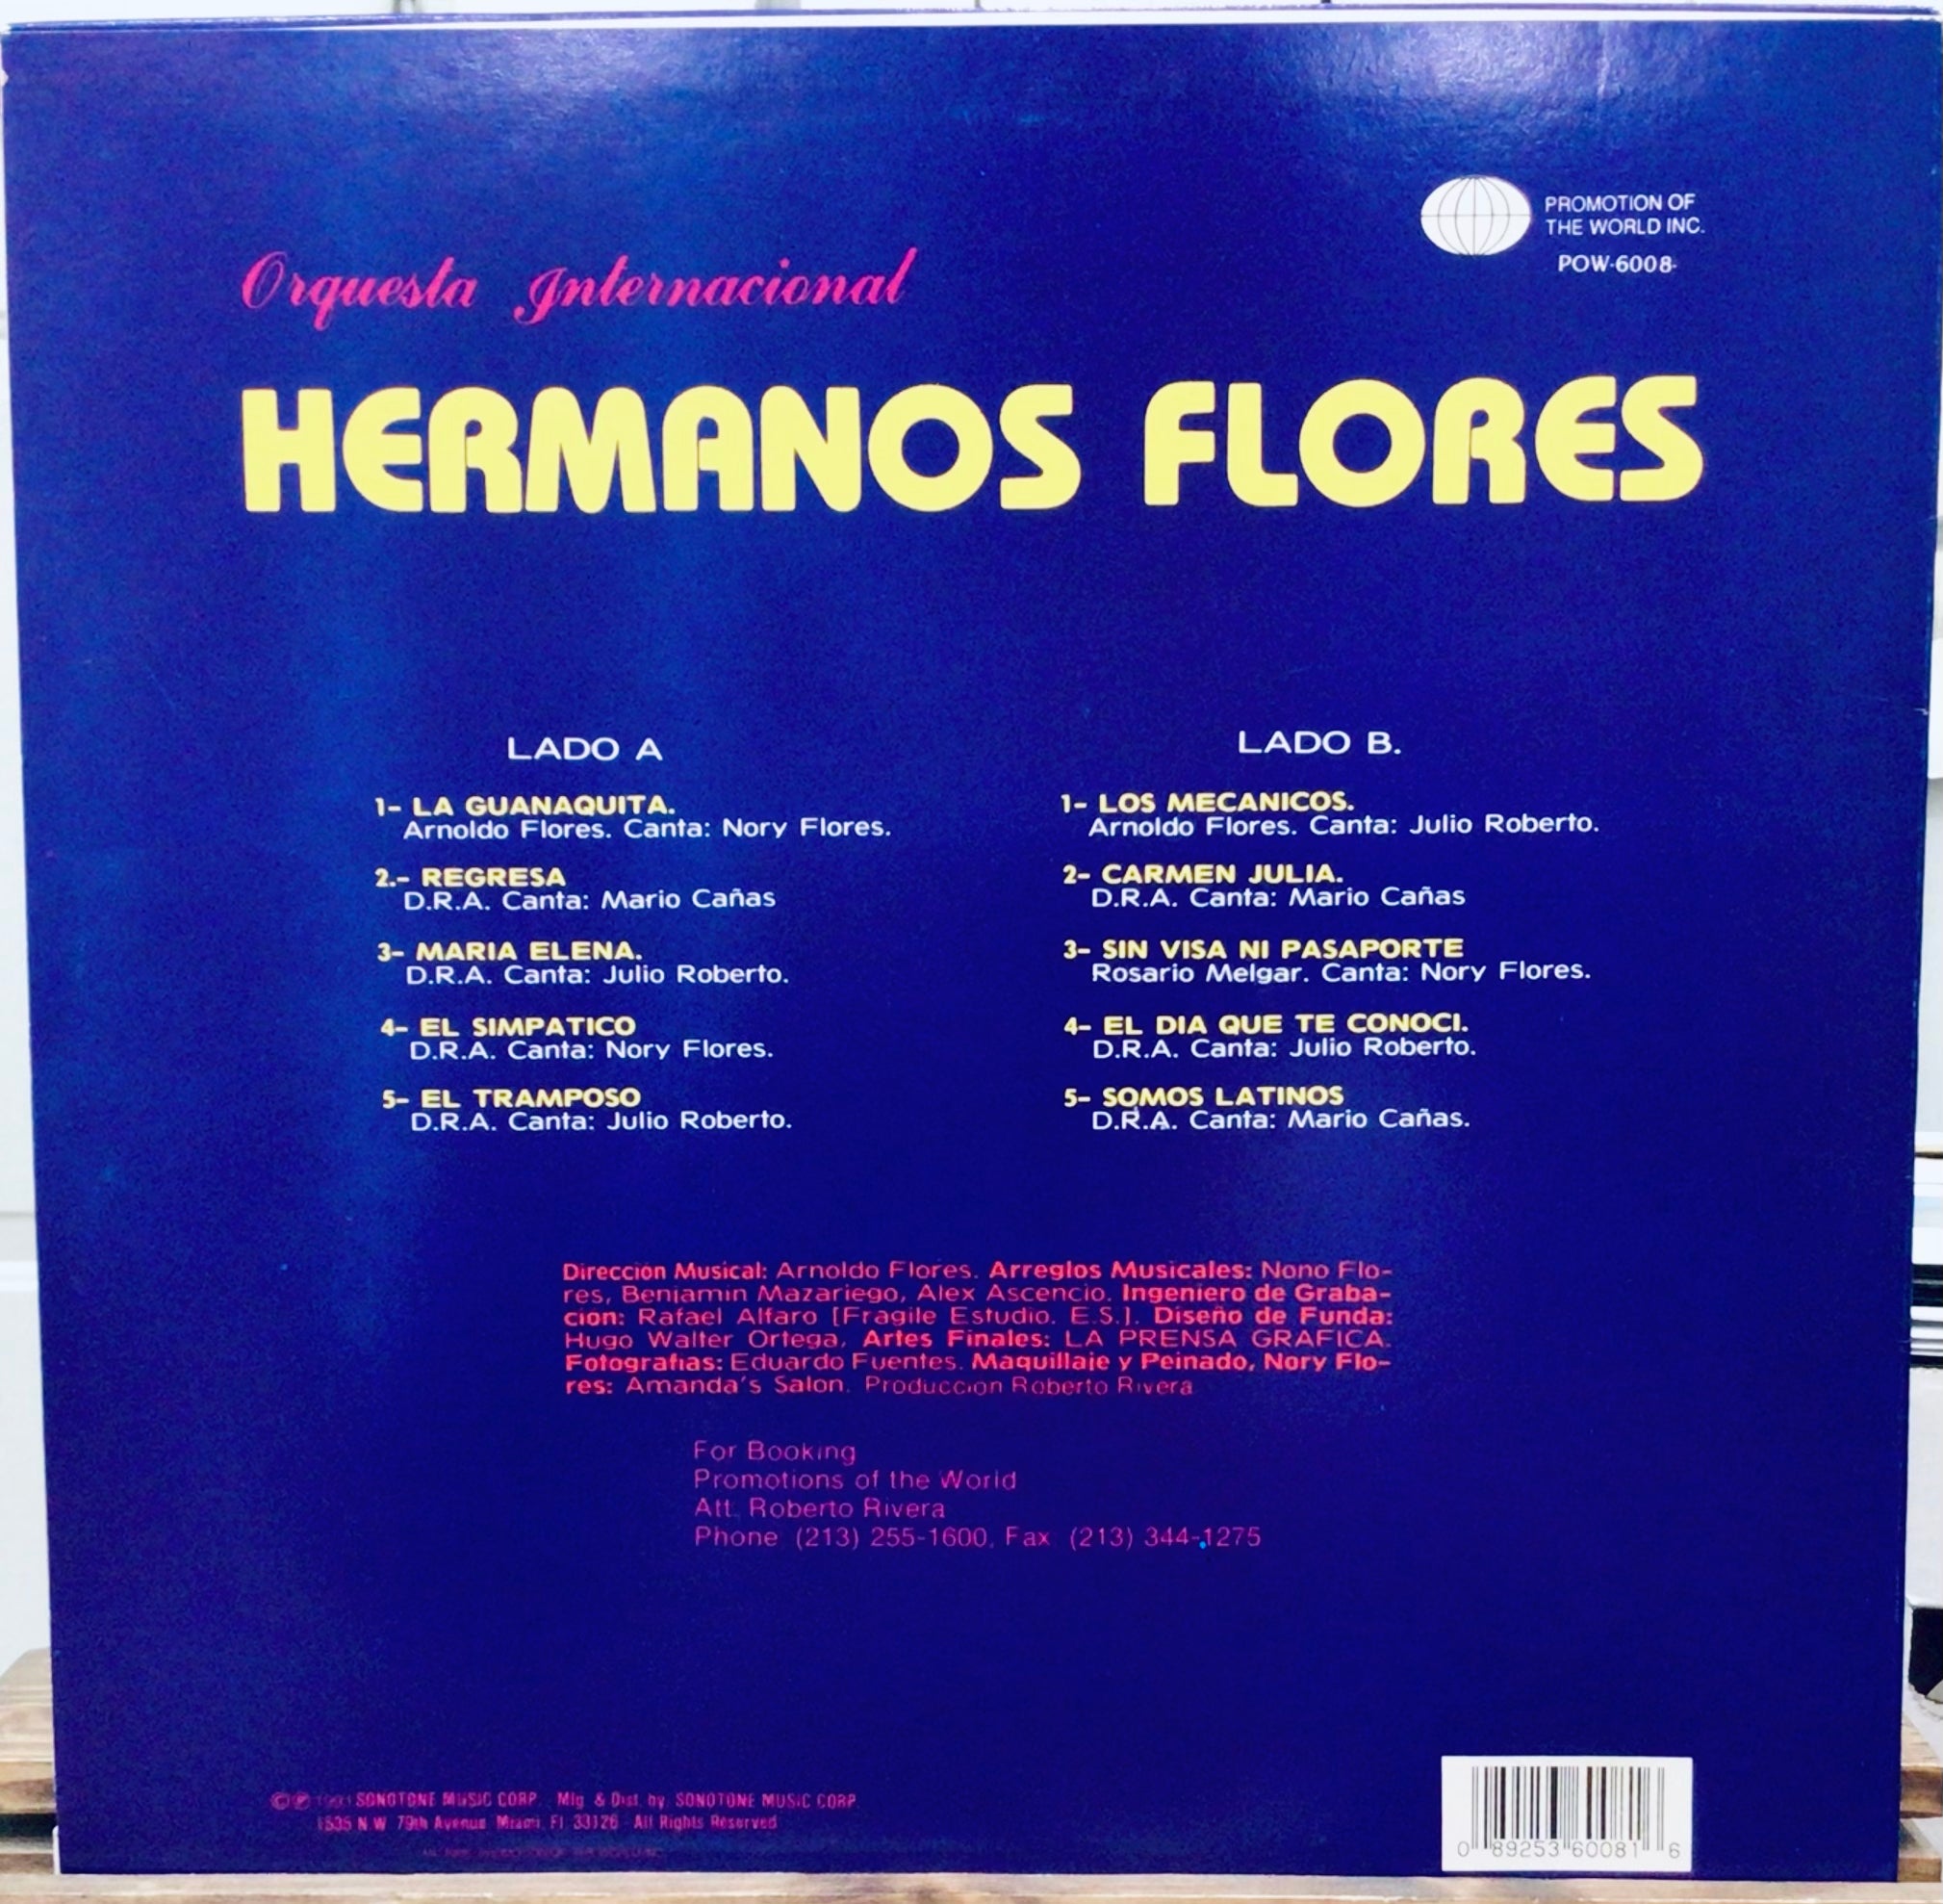 PROMOTION OF
THE WORLD INC.
POW-6008-
Orquesta Internacional
HERMANOS FLORES
LADO A
1- LA GUANAQUITA.
Arnoldo Flores. Canta: Nory Flores.
2.- REGRESA
D.R.A. Canta: Mario Cañas
3- MARIA ELENA.
D.R.A. Canta: Julio Roberto.
4- EL SIMPATICO
D.R.A. Canta: Nory Flores.
5- EL TRAMPOSO
D.R.A. Canta: Julio Roberto.
LADO B.
1- LOS MECANICOS.
Arnoldo Flores. Canta: Julio Roberto.
2- CARMEN JULIA.
D.R.A. Canta: Mario Cañas
3- SIN VISA NI PASAPORTE
Rosario Melgar. Canta: Nory Flores.
4- EL DIA QUE TE CONOCI.
D.R.A. Canta: Julio Roberto.
5- SOMOS LATINOS
D.R.A. Canta: Mario Cañas.
Dirección Musical: Arnoldo Flores. Arreglos Musicales: Nono Flo-
res, Benjamin Mazariego, Alex Ascencio. Ingeniero de Graba-
cion: Rafael Alfaro [Fragile Estudio. E.S.]. Diseño de Funda:
Hugo Walter Ortega, Artes Finales: LA PRENSA GRAFICA.
Fotografias: Eduardo Fuentes. Maquillaje y Peinado, Nory Flo-
res: Amanda's Salon. Produccion Roberto Rivera
For Booking
Promotions of the World
Att. Roberto Rivera
Phone (213) 255-1600, Fax (213) 344-1275
©℗ SONOTONE MUSIC CORP. Mfg. & Dist. by. SONOTONE MUSIC CORP.
1535 N.W. 79th Avenue Miami, Fl 33126 All Rights Reserved
0 89253 60081 6